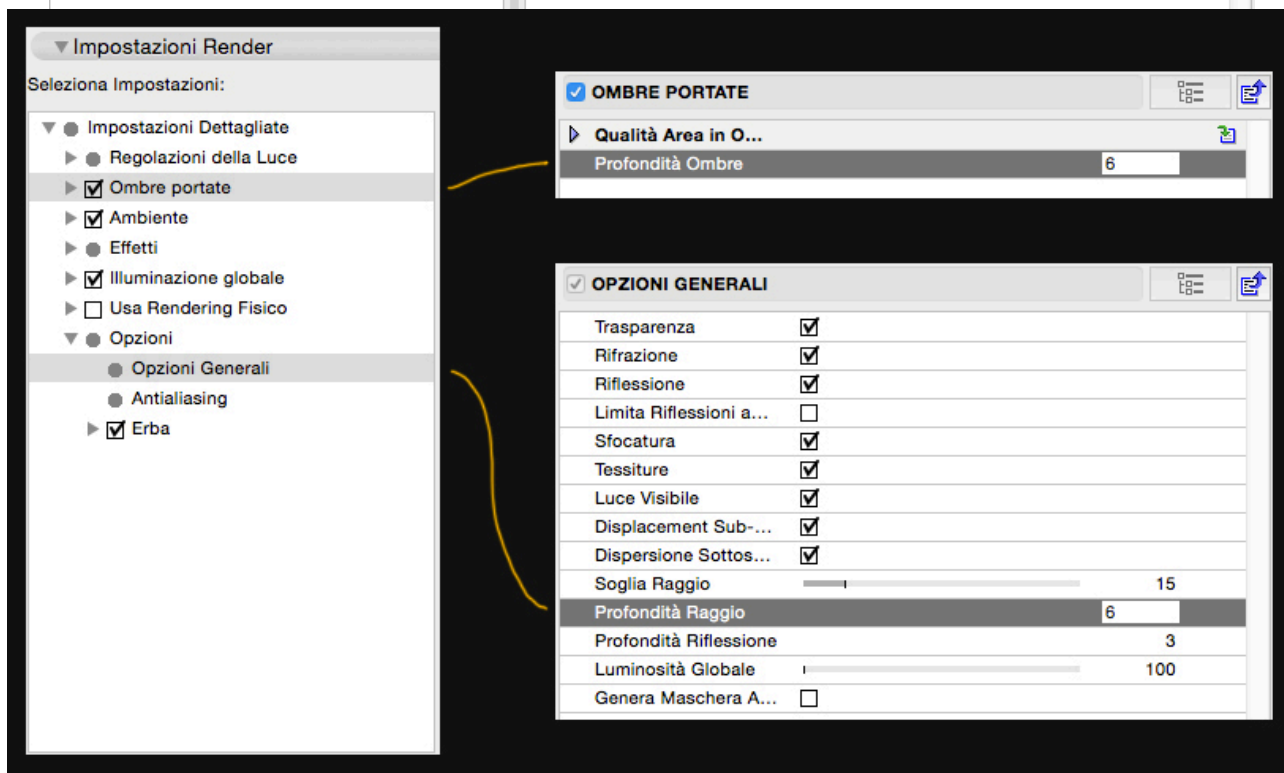 Impostazioni Render
Seleziona Impostazioni:
Impostazioni Dettagliate
Regolazioni della Luce
Ombre portate
Ambiente
Effetti
Illuminazione globale
Usa Rendering Fisico
Opzioni
Opzioni Generali
Antialiasing
Erba
OMBRE PORTATE
Qualità Area in O...
Profondità Ombre 6
OPZIONI GENERALI
Trasparenza
Rifrazione
Riflessione
Limita Riflessioni a...
Sfocatura
Tessiture
Luce Visibile
Displacement Sub-...
Dispersione Sottos...
Soglia Raggio 15
Profondità Raggio 6
Profondità Riflessione 3
Luminosità Globale 100
Genera Maschera A...